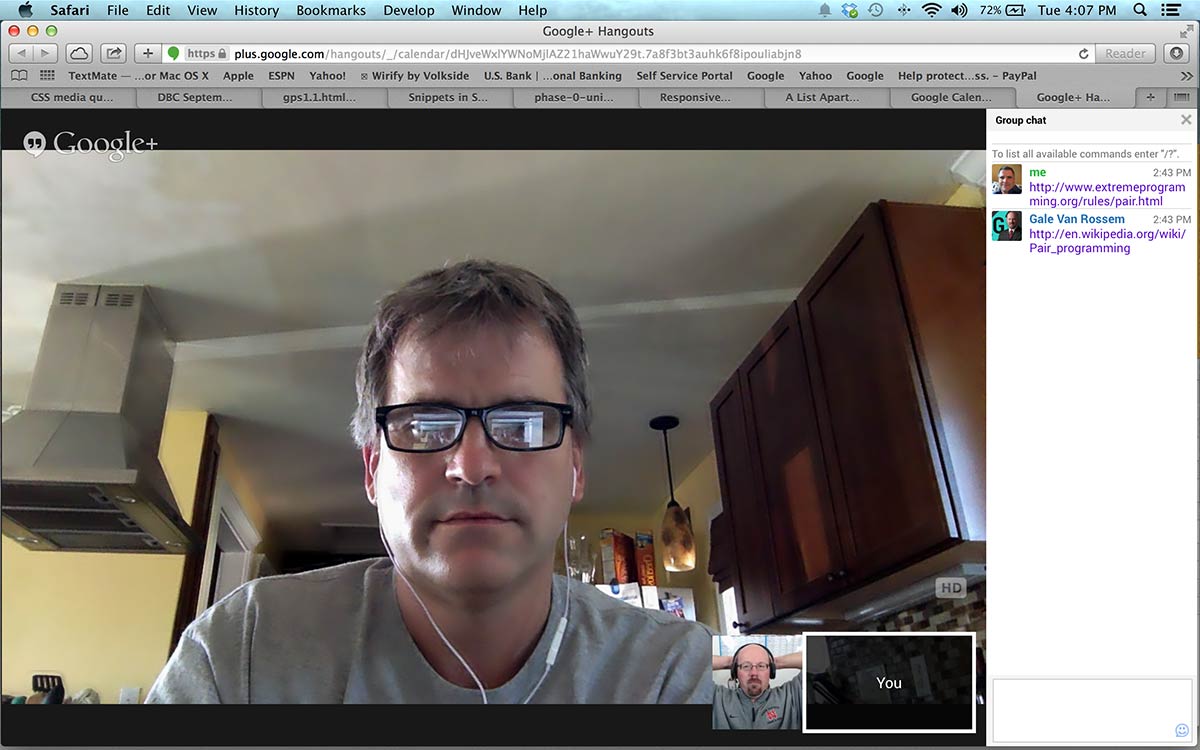 Safari File Edit View History Bookmarks Develop Window Help 72% Tue 4:07 PM
Google+ Hangouts
https plus.google.com/hangouts/_/calendar/dHJveWxlYWNoMjlAZ21haWwuY29t.7a8f3bt3auhk6f8ipouliabjn8 Reader
TextMate — ...or Mac OS X Apple ESPN Yahoo! Wirify by Volkside U.S. Bank | ...onal Banking Self Service Portal Google Yahoo Google Help protect...ss. – PayPal
CSS media qu... DBC Septem... gps1.1.html... Snippets in S... phase-0-uni... Responsive... A List Apart... Google Calen... Google+ Ha...
Google+
Group chat
To list all available commands enter "/?".
me 2:43 PM
http://www.extremeprogram
ming.org/rules/pair.html
Gale Van Rossem 2:43 PM
http://en.wikipedia.org/wiki/
Pair_programming
HD
N
You